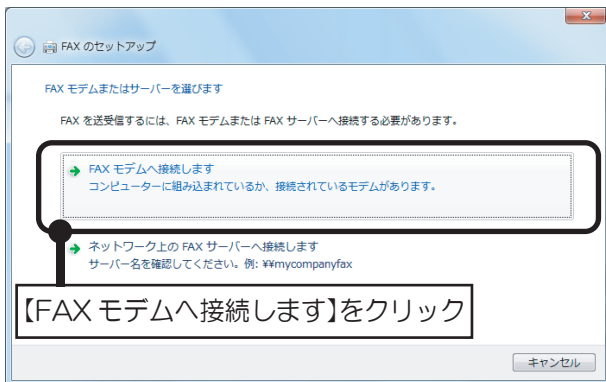 FAX のセットアップ
FAX モデムまたはサーバーを選びます
FAX を送受信するには、FAX モデムまたは FAX サーバーへ接続する必要があります。
FAX モデムへ接続します
コンピューターに組み込まれているか、接続されているモデムがあります。
ネットワーク上の FAX サーバーへ接続します
サーバー名を確認してください。例: ¥¥mycompanyfax
【FAX モデムへ接続します】をクリック
キャンセル